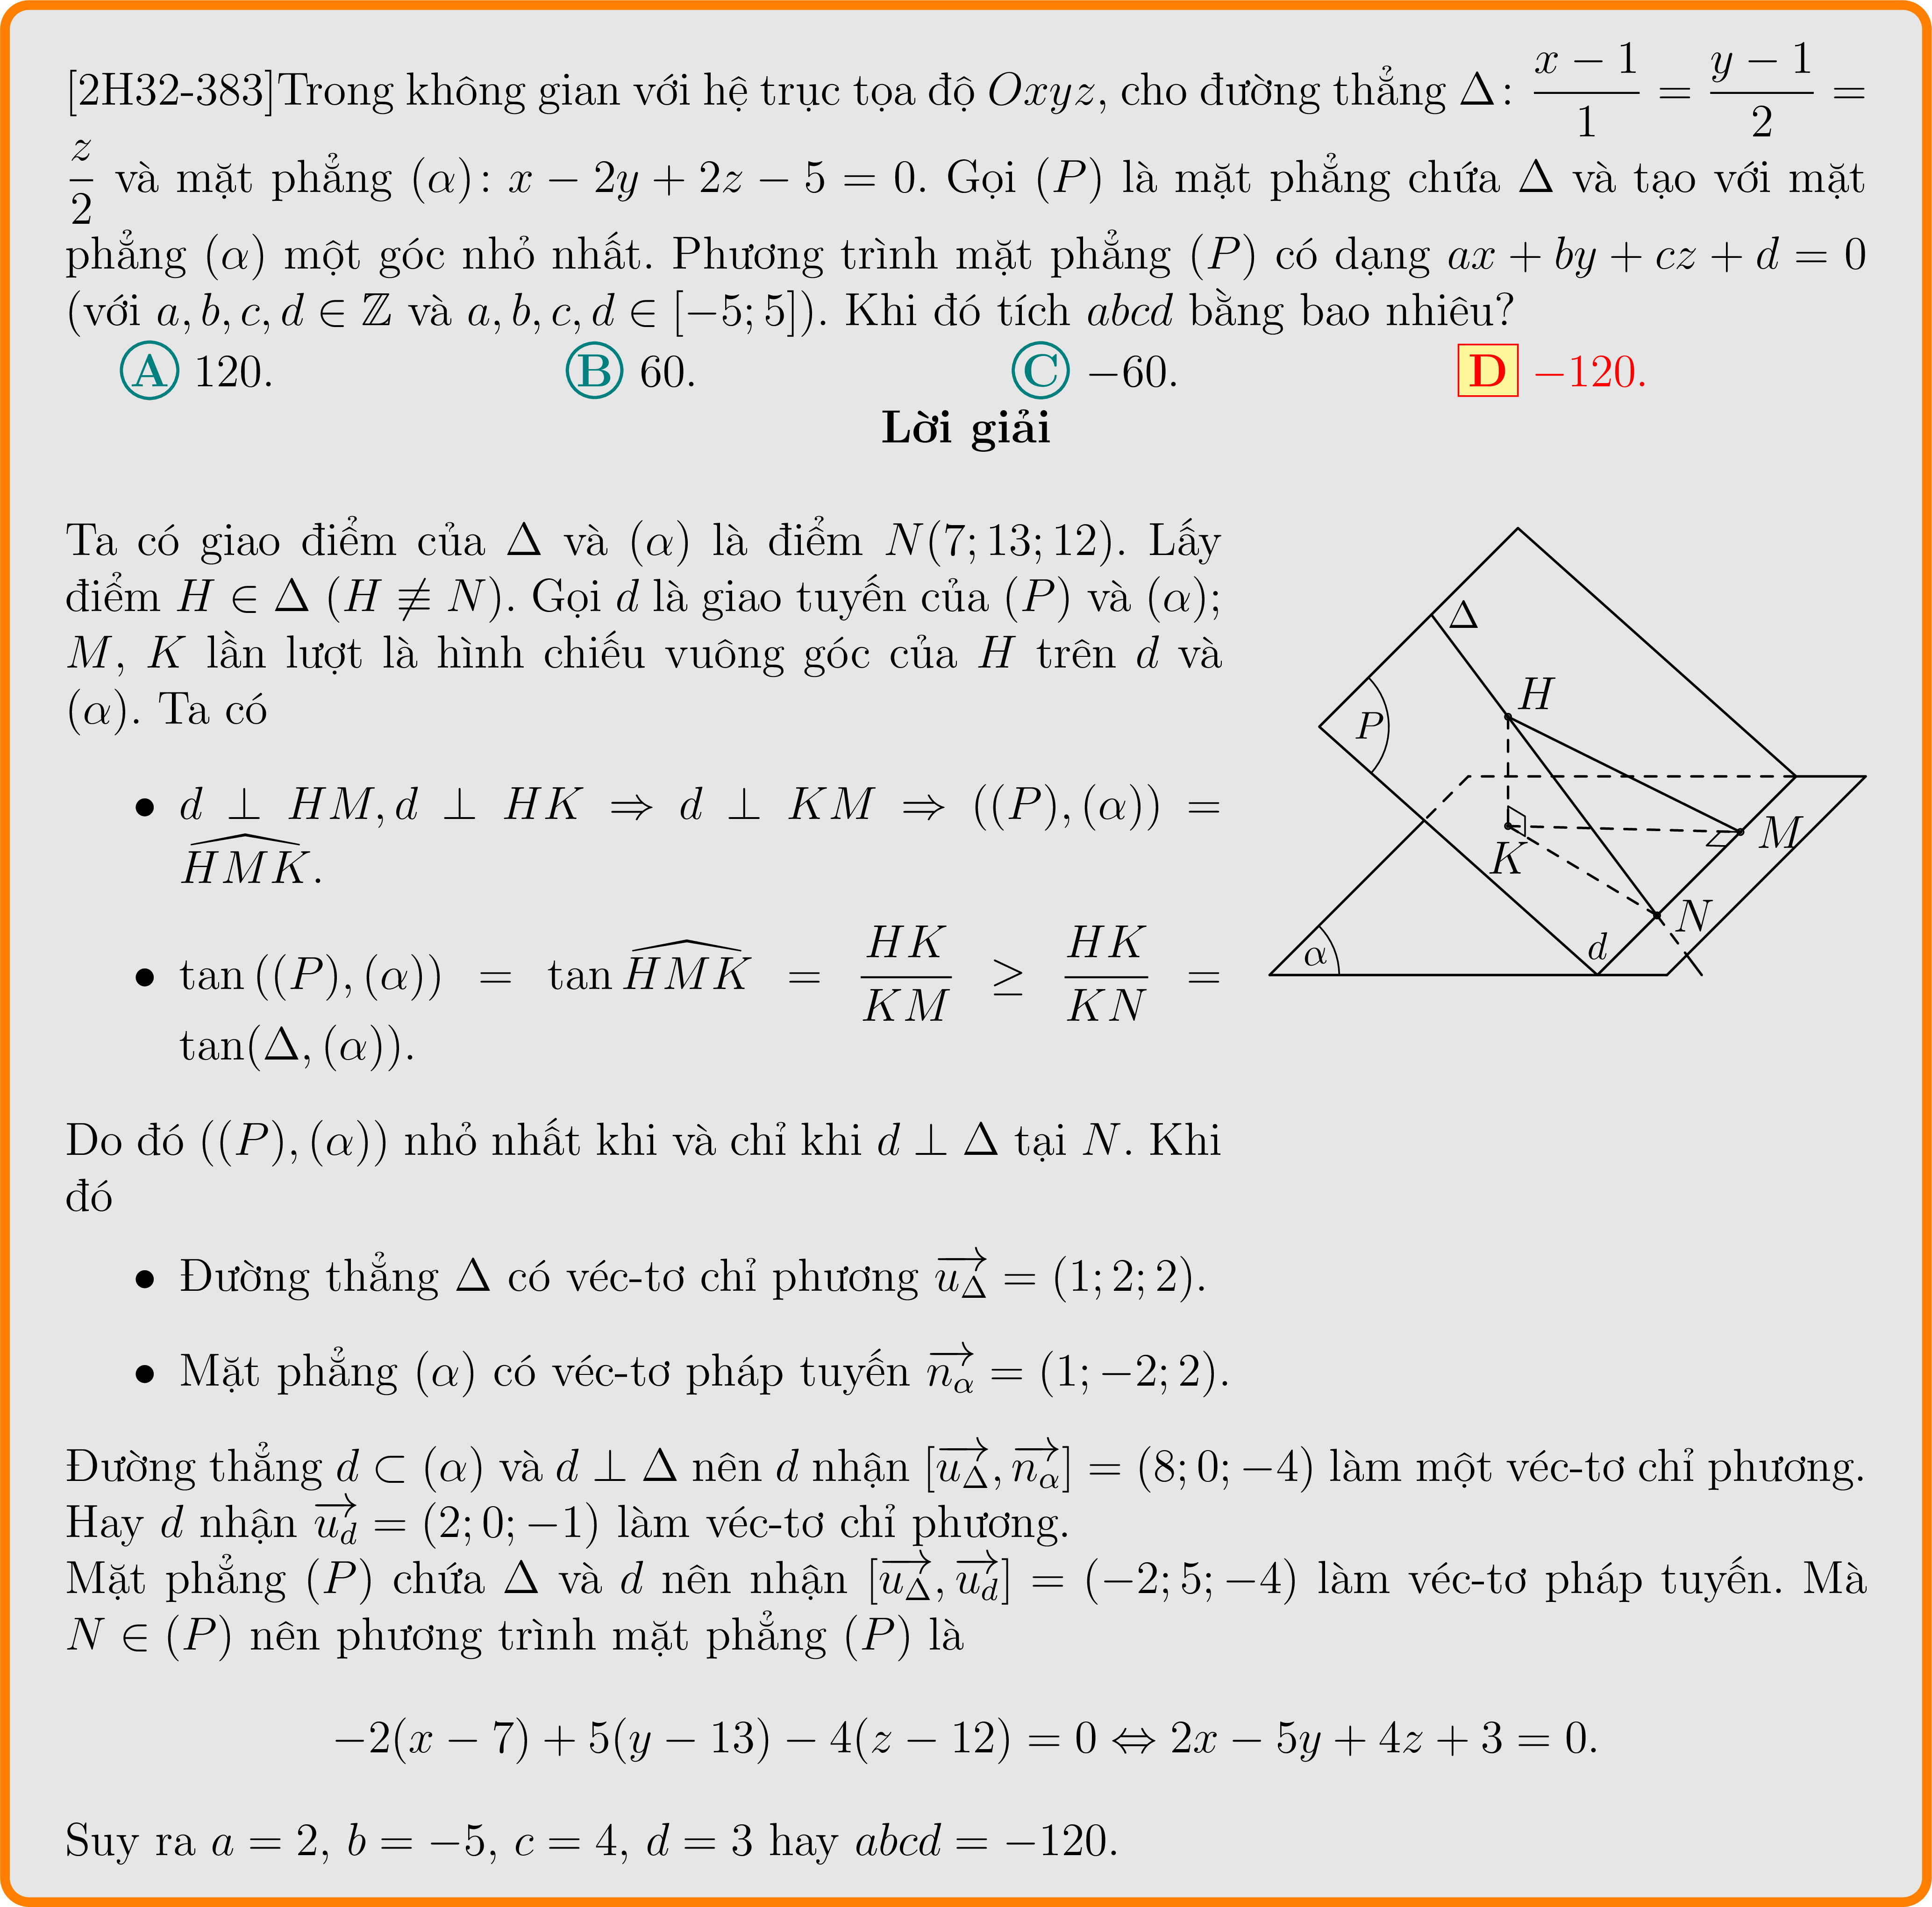 [2H32-383]Trong không gian với hệ trục tọa độ $Oxyz$, cho đường thẳng $\Delta\colon \dfrac{x-1}{1} = \dfrac{y-1}{2} =$
$\dfrac{z}{2}$ và mặt phẳng $(\alpha)\colon x - 2y + 2z - 5 = 0$. Gọi $(P)$ là mặt phẳng chứa $\Delta$ và tạo với mặt
phẳng $(\alpha)$ một góc nhỏ nhất. Phương trình mặt phẳng $(P)$ có dạng $ax + by + cz + d = 0$
(với $a, b, c, d \in \mathbb{Z}$ và $a, b, c, d \in [-5; 5]$). Khi đó tích $abcd$ bằng bao nhiêu?
A 120. B 60. C −60. D −120.
Lời giải
Ta có giao điểm của $\Delta$ và $(\alpha)$ là điểm $N(7; 13; 12)$. Lấy
điểm $H \in \Delta$ $(H \not\equiv N)$. Gọi $d$ là giao tuyến của $(P)$ và $(\alpha)$;
$M$, $K$ lần lượt là hình chiếu vuông góc của $H$ trên $d$ và
$(\alpha)$. Ta có
• $d \perp HM, d \perp HK \Rightarrow d \perp KM \Rightarrow ((P), (\alpha)) =$
$\widehat{HMK}$.
• $\tan((P), (\alpha)) = \tan\widehat{HMK} = \dfrac{HK}{KM} \geq \dfrac{HK}{KN} =$
$\tan(\Delta, (\alpha))$.
Do đó $((P), (\alpha))$ nhỏ nhất khi và chỉ khi $d \perp \Delta$ tại $N$. Khi
đó
• Đường thẳng $\Delta$ có véc-tơ chỉ phương $\overrightarrow{u_\Delta} = (1; 2; 2)$.
• Mặt phẳng $(\alpha)$ có véc-tơ pháp tuyến $\overrightarrow{n_\alpha} = (1; -2; 2)$.
Δ
H
P
K
M
N
d
α
Đường thẳng $d \subset (\alpha)$ và $d \perp \Delta$ nên $d$ nhận $[\overrightarrow{u_\Delta}, \overrightarrow{n_\alpha}] = (8; 0; -4)$ làm một véc-tơ chỉ phương.
Hay $d$ nhận $\overrightarrow{u_d} = (2; 0; -1)$ làm véc-tơ chỉ phương.
Mặt phẳng $(P)$ chứa $\Delta$ và $d$ nên nhận $[\overrightarrow{u_\Delta}, \overrightarrow{u_d}] = (-2; 5; -4)$ làm véc-tơ pháp tuyến. Mà
$N \in (P)$ nên phương trình mặt phẳng $(P)$ là
$-2(x - 7) + 5(y - 13) - 4(z - 12) = 0 \Leftrightarrow 2x - 5y + 4z + 3 = 0.$
Suy ra $a = 2$, $b = -5$, $c = 4$, $d = 3$ hay $abcd = -120$.